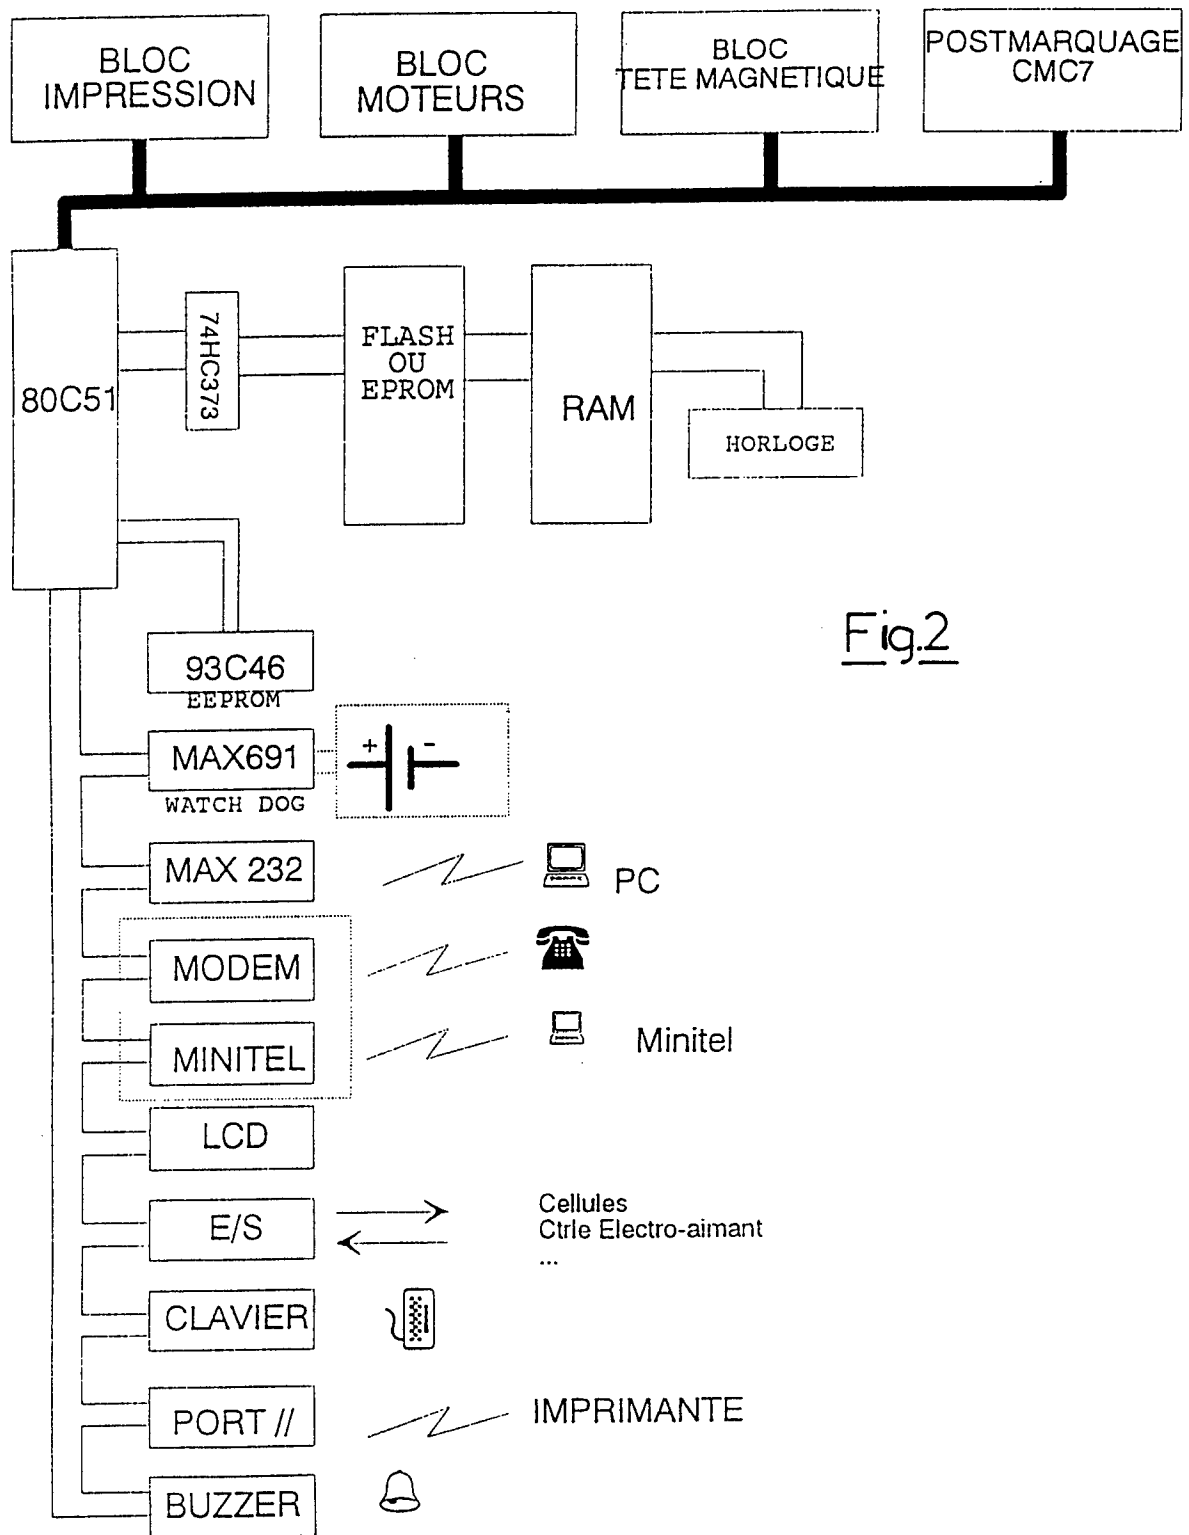 BLOC
IMPRESSION
BLOC
MOTEURS
BLOC
TETE MAGNETIQUE
POSTMARQUAGE
CMC7
80C51
74HC373
FLASH
OU
EPROM
RAM
HORLOGE
Fig.2
93C46
EEPROM
MAX691
+ -
WATCH DOG
MAX 232
PC
MODEM
MINITEL
Minitel
LCD
E/S
Cellules
Ctrle Electro-aimant
...
CLAVIER
PORT //
IMPRIMANTE
BUZZER